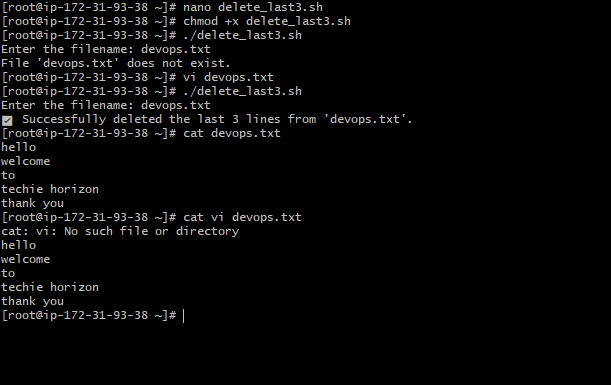 [root@ip-172-31-93-38 ~]# nano delete_last3.sh
[root@ip-172-31-93-38 ~]# chmod +x delete_last3.sh
[root@ip-172-31-93-38 ~]# ./delete_last3.sh
Enter the filename: devops.txt
File 'devops.txt' does not exist.
[root@ip-172-31-93-38 ~]# vi devops.txt
[root@ip-172-31-93-38 ~]# ./delete_last3.sh
Enter the filename: devops.txt
☑ Successfully deleted the last 3 lines from 'devops.txt'.
[root@ip-172-31-93-38 ~]# cat devops.txt
hello
welcome
to
techie horizon
thank you
[root@ip-172-31-93-38 ~]# cat vi devops.txt
cat: vi: No such file or directory
hello
welcome
to
techie horizon
thank you
[root@ip-172-31-93-38 ~]#